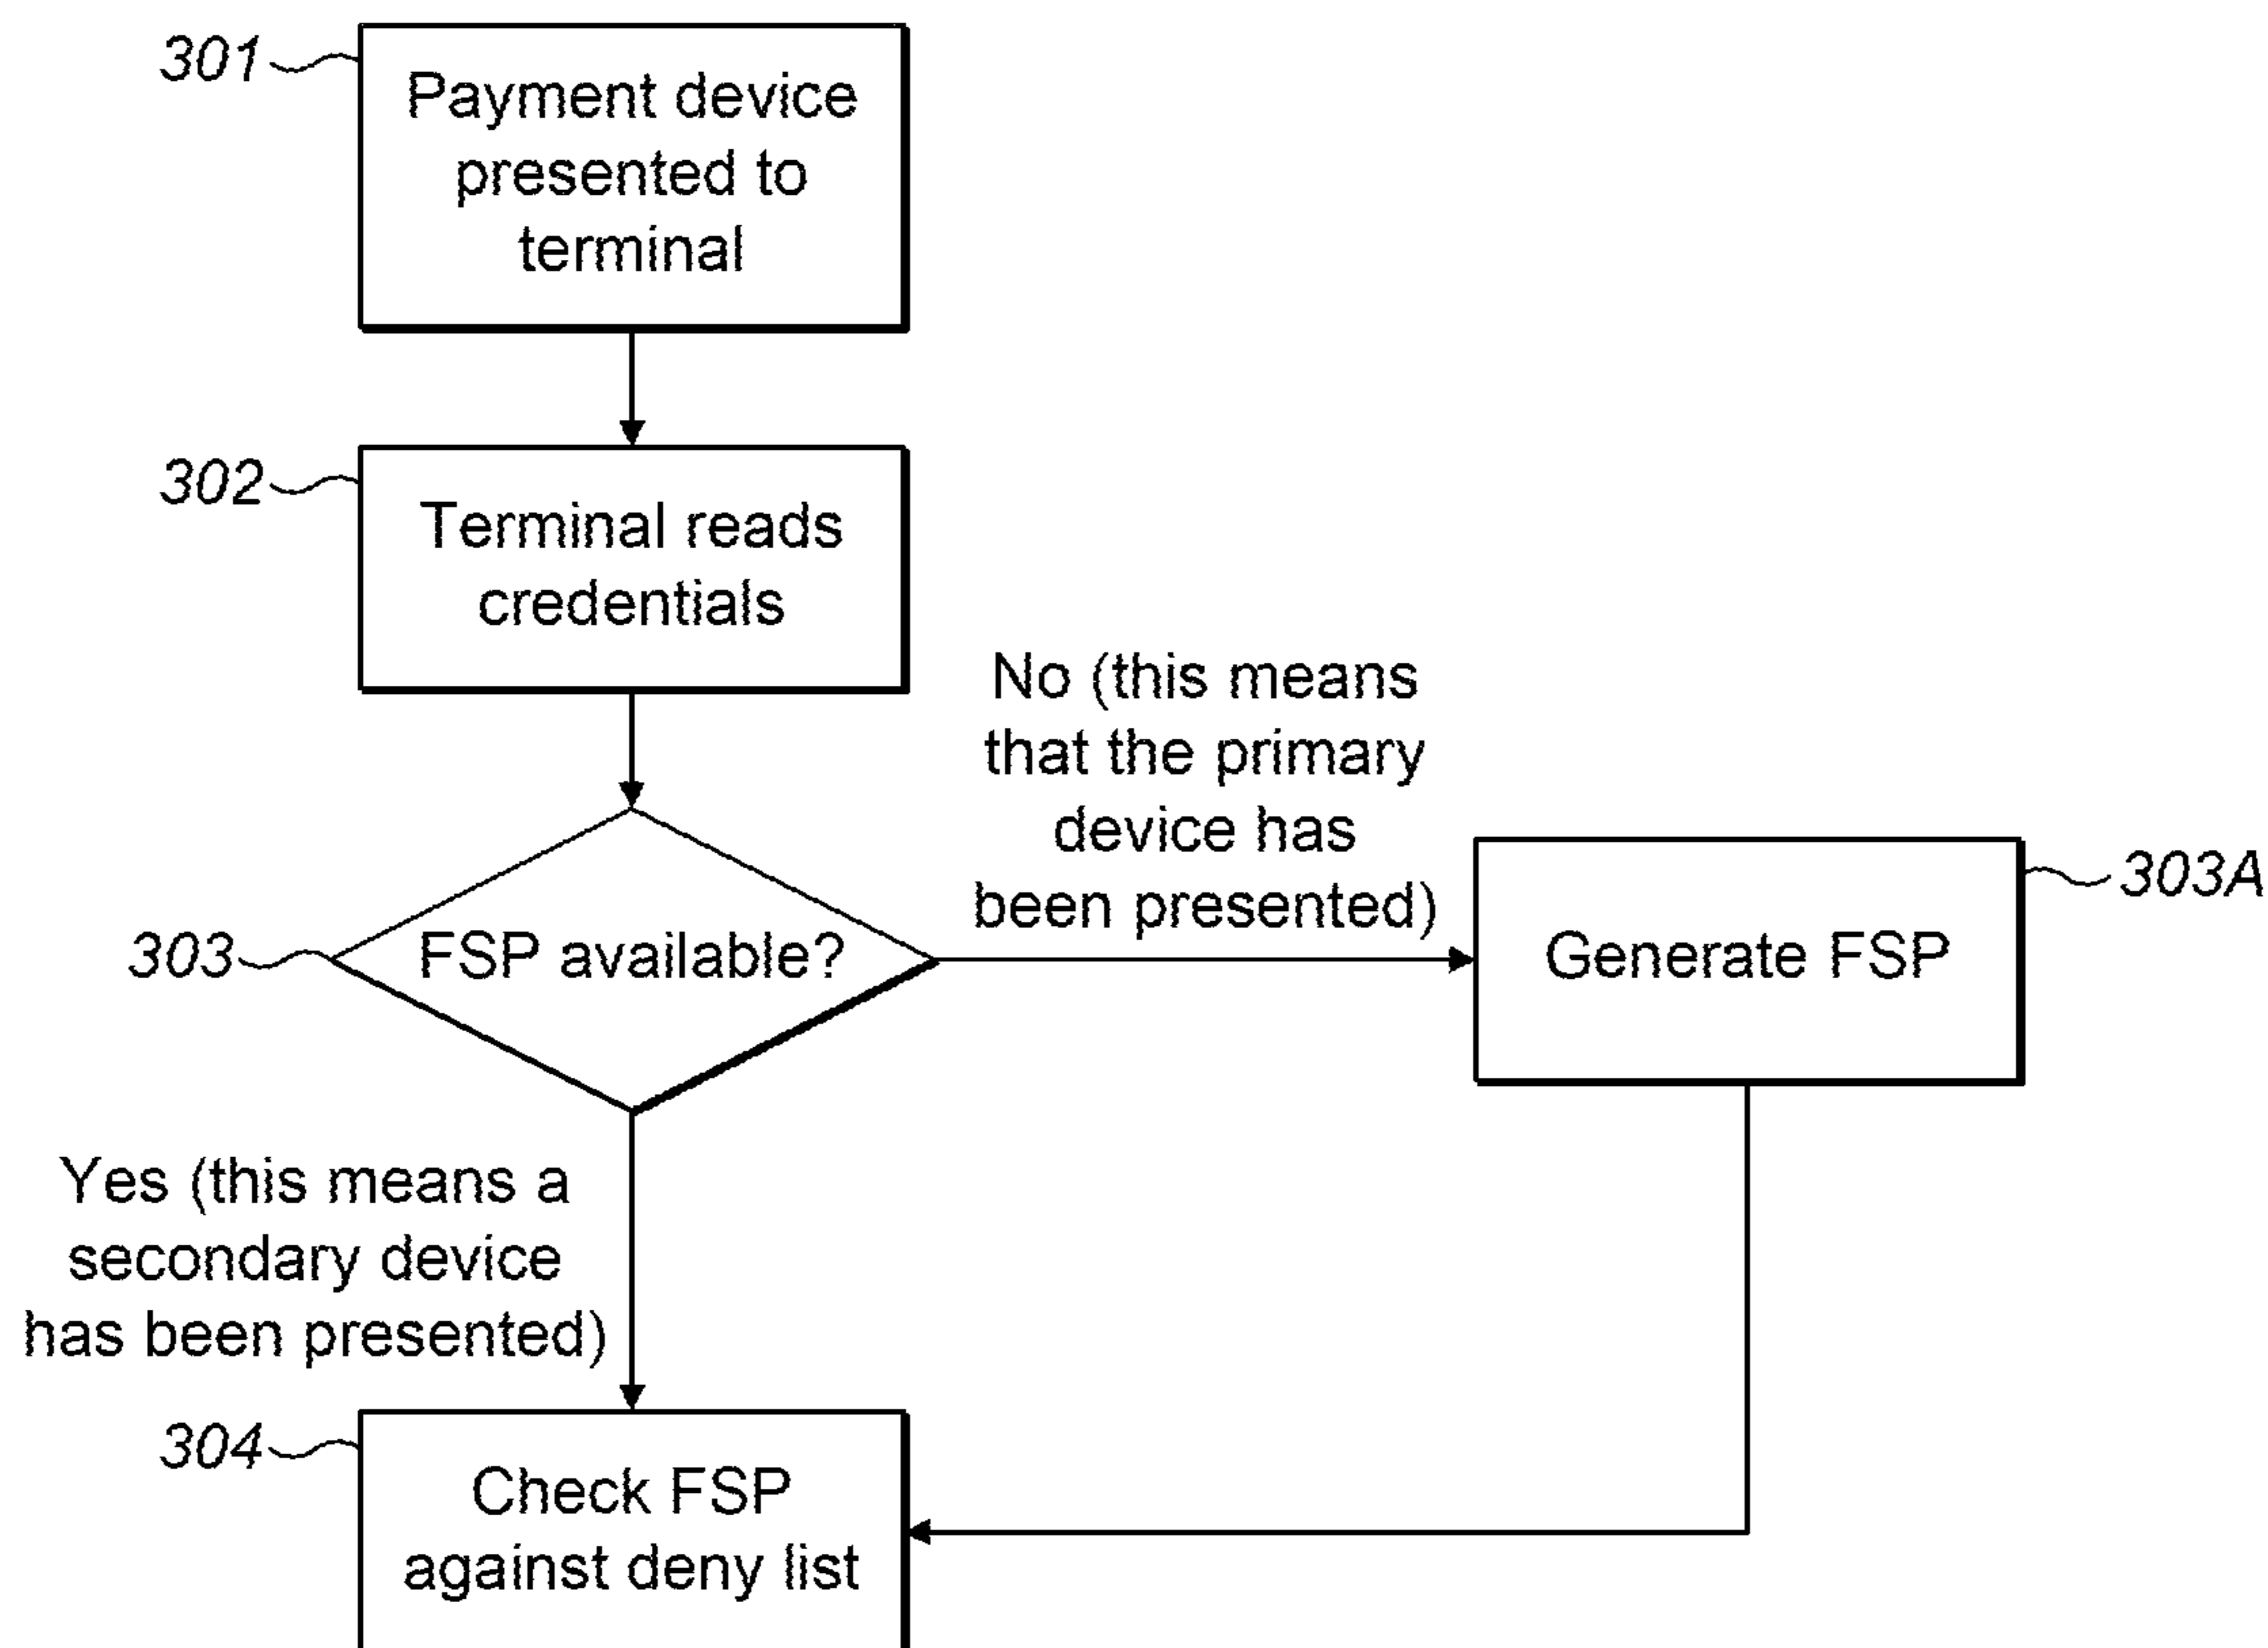 301
Payment device
presented to
terminal
302
Terminal reads
credentials
No (this means
that the primary
device has
been presented)
303
FSP available?
Generate FSP
303A
Yes (this means a
secondary device
has been presented)
304
Check FSP
against deny list